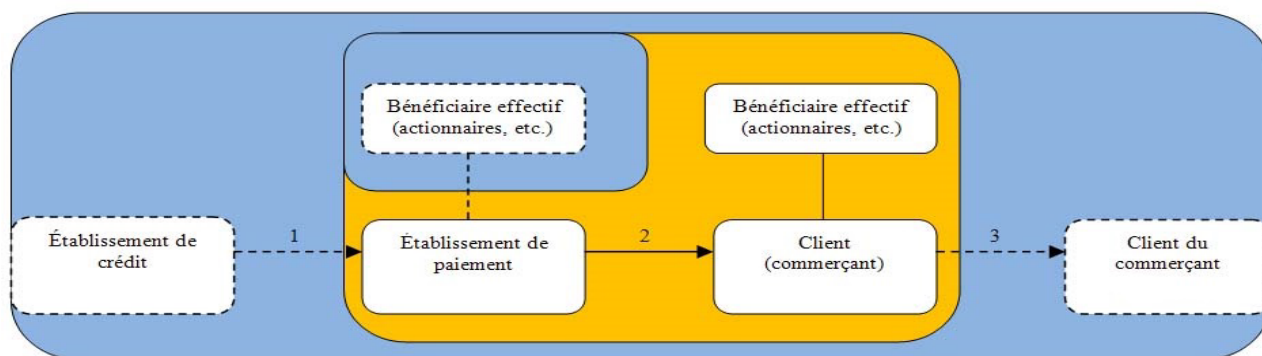 Bénéficiaire effectif
(actionnaires, etc.)
Bénéficiaire effectif
(actionnaires, etc.)
Établissement de
crédit
1
Établissement de
paiement
2
Client
(commerçant)
3
Client du
commerçant